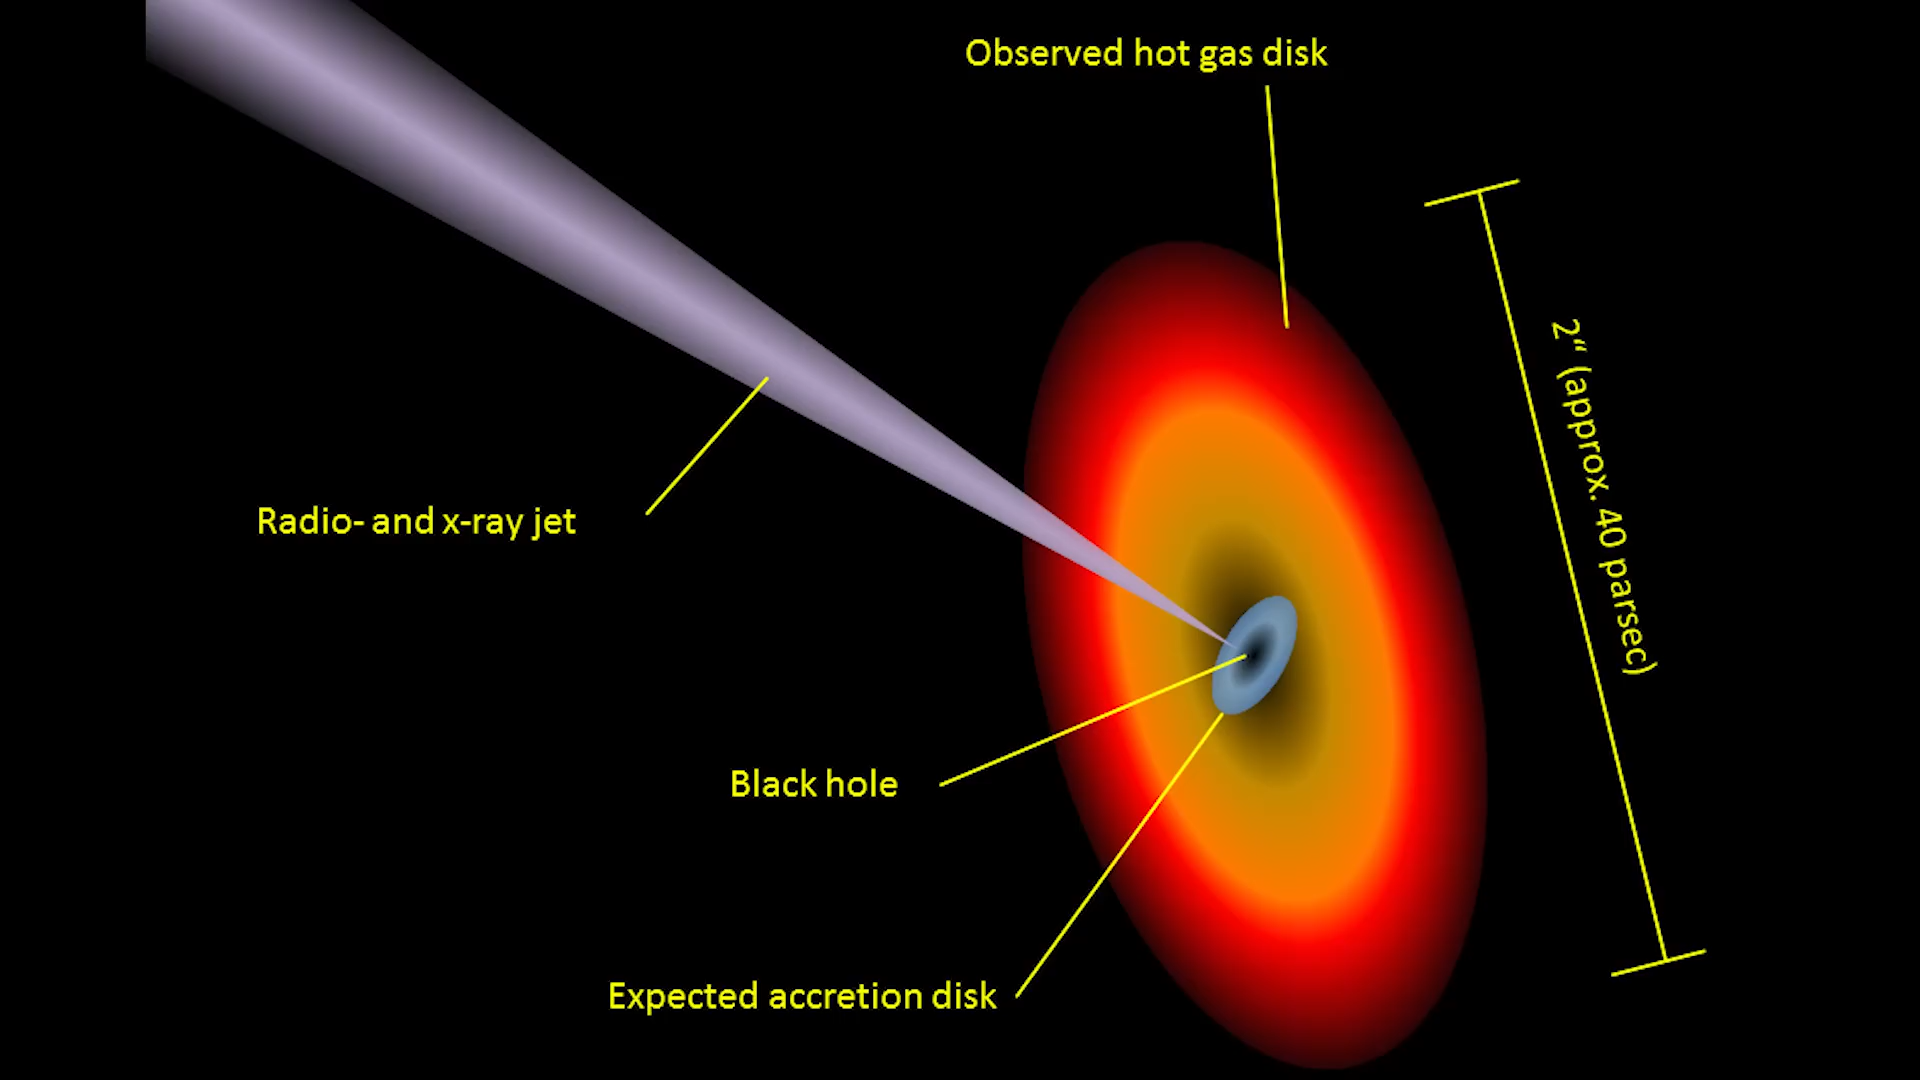 Observed hot gas disk
2“ (approx. 40 parsec)
Radio- and x-ray jet
Black hole
Expected accretion disk